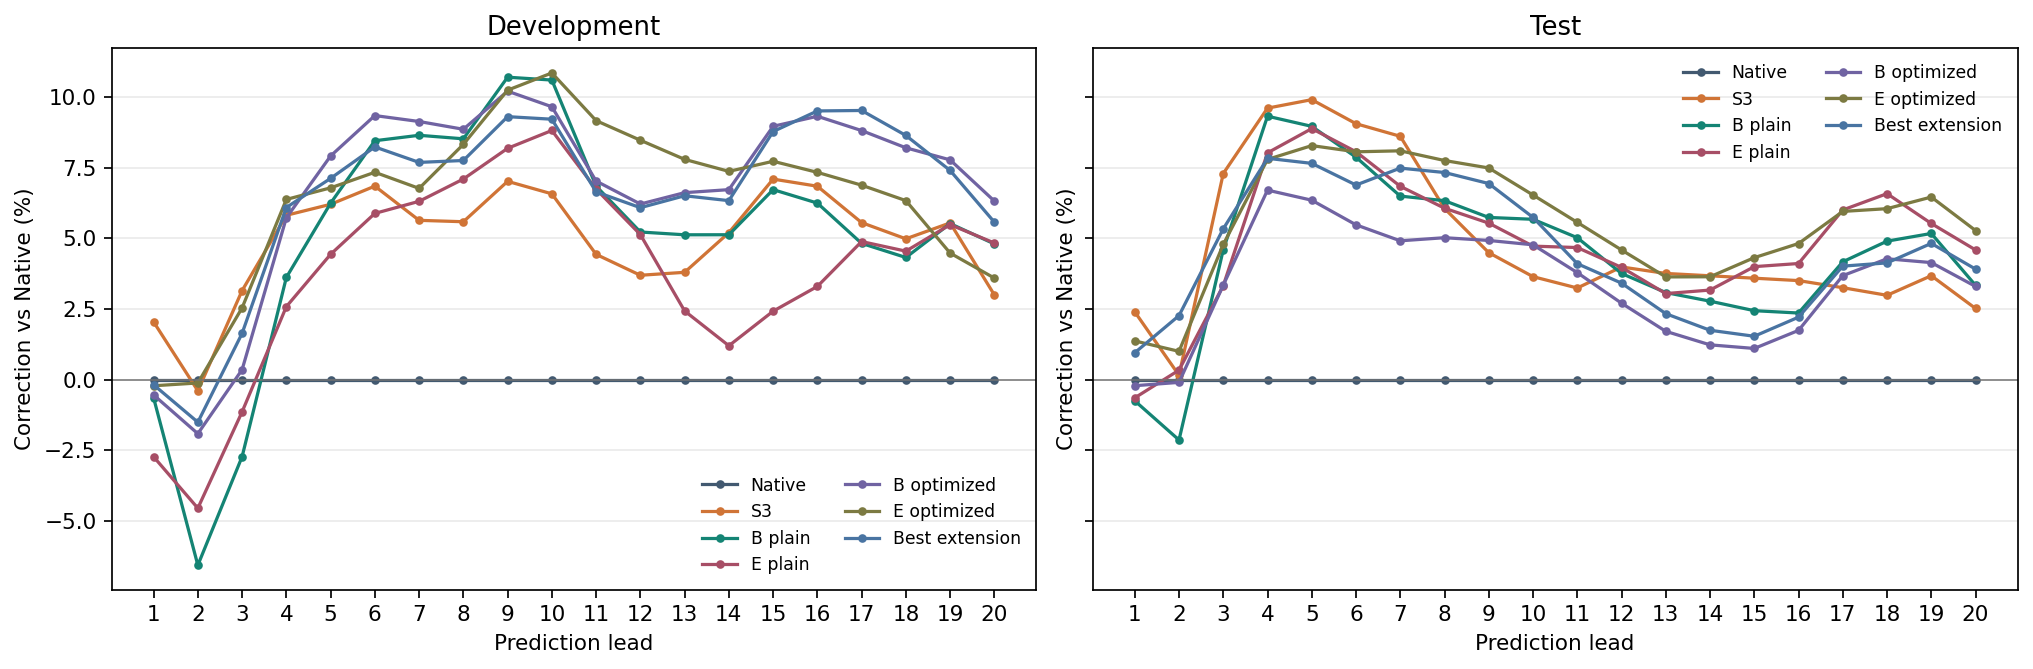 Development
Correction vs Native (%)
10.0
7.5
5.0
2.5
0.0
−2.5
−5.0
Native
S3
B plain
E plain
B optimized
E optimized
Best extension
1 2 3 4 5 6 7 8 9 10 11 12 13 14 15 16 17 18 19 20
Prediction lead
Test
Correction vs Native (%)
Native
S3
B plain
E plain
B optimized
E optimized
Best extension
1 2 3 4 5 6 7 8 9 10 11 12 13 14 15 16 17 18 19 20
Prediction lead